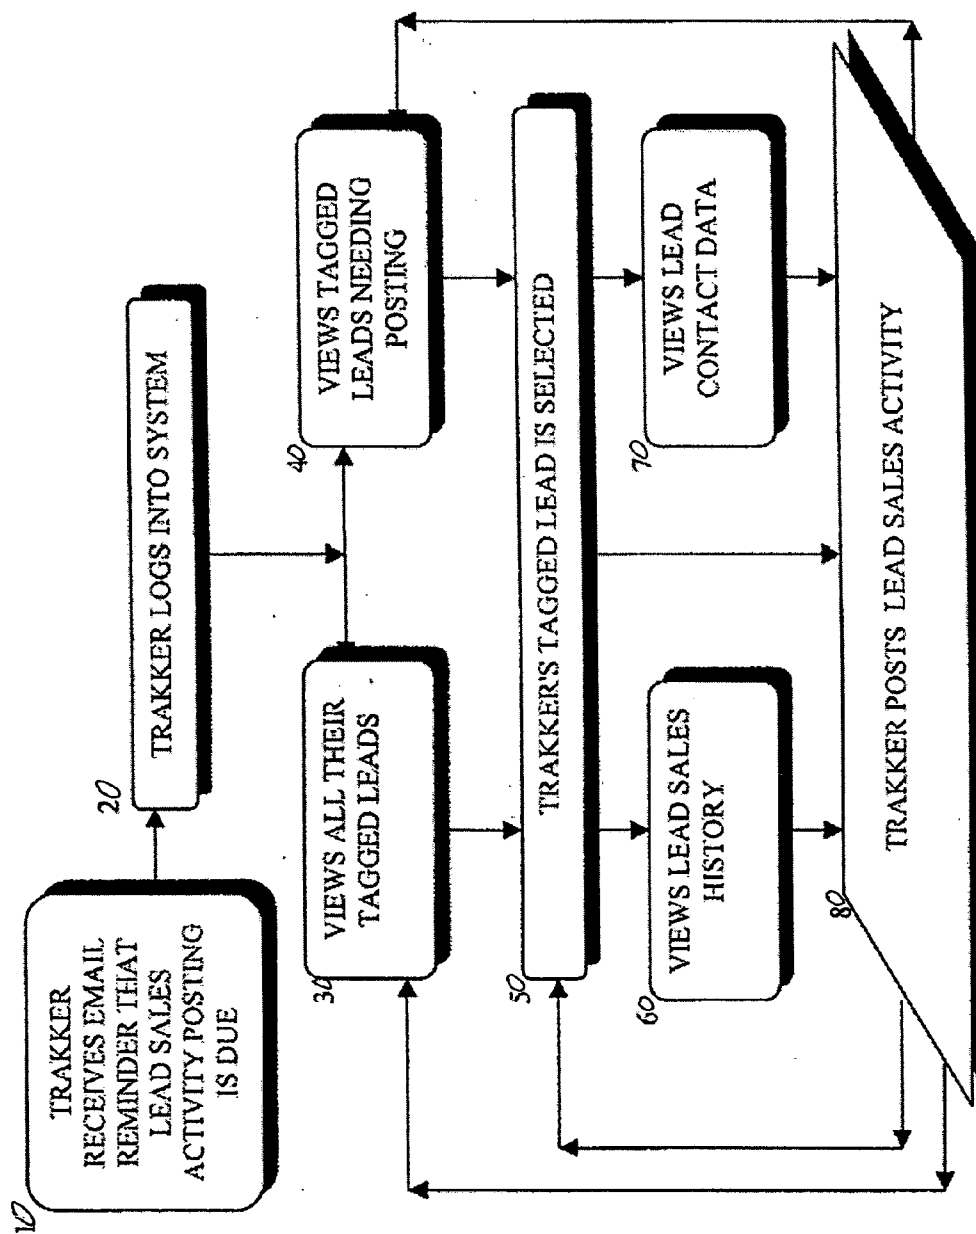 10
TRAKKER
RECEIVES EMAIL
REMINDER THAT
LEAD SALES
ACTIVITY POSTING
IS DUE
20
TRAKKER LOGS INTO SYSTEM
30
VIEWS ALL THEIR
TAGGED LEADS
40
VIEWS TAGGED
LEADS NEEDING
POSTING
50
TRAKKER'S TAGGED LEAD IS SELECTED
60
VIEWS LEAD SALES
HISTORY
70
VIEWS LEAD
CONTACT DATA
80
TRAKKER POSTS LEAD SALES ACTIVITY